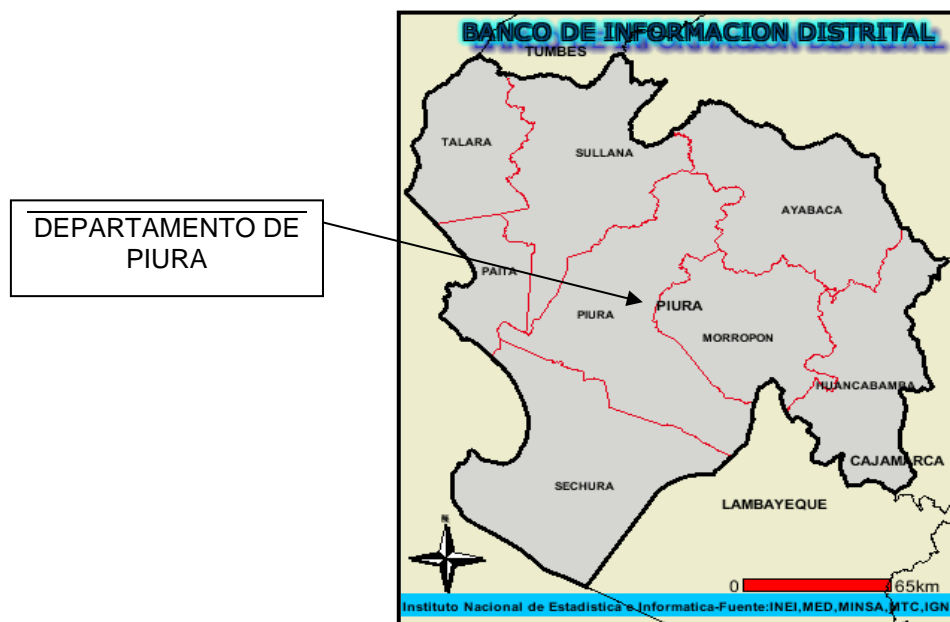 BANCO DE INFORMACION DISTRITAL
TUMBES
TALARA
SULLANA
AYABACA
DEPARTAMENTO DE
PIURA
PAITA
PIURA
PIURA
MORROPON
HUANCABAMBA
CAJAMARCA
SECHURA
LAMBAYEQUE
N
0 65km
Instituto Nacional de Estadistica e Informatica-Fuente:INEI,MED,MINSA,MTC,IGN